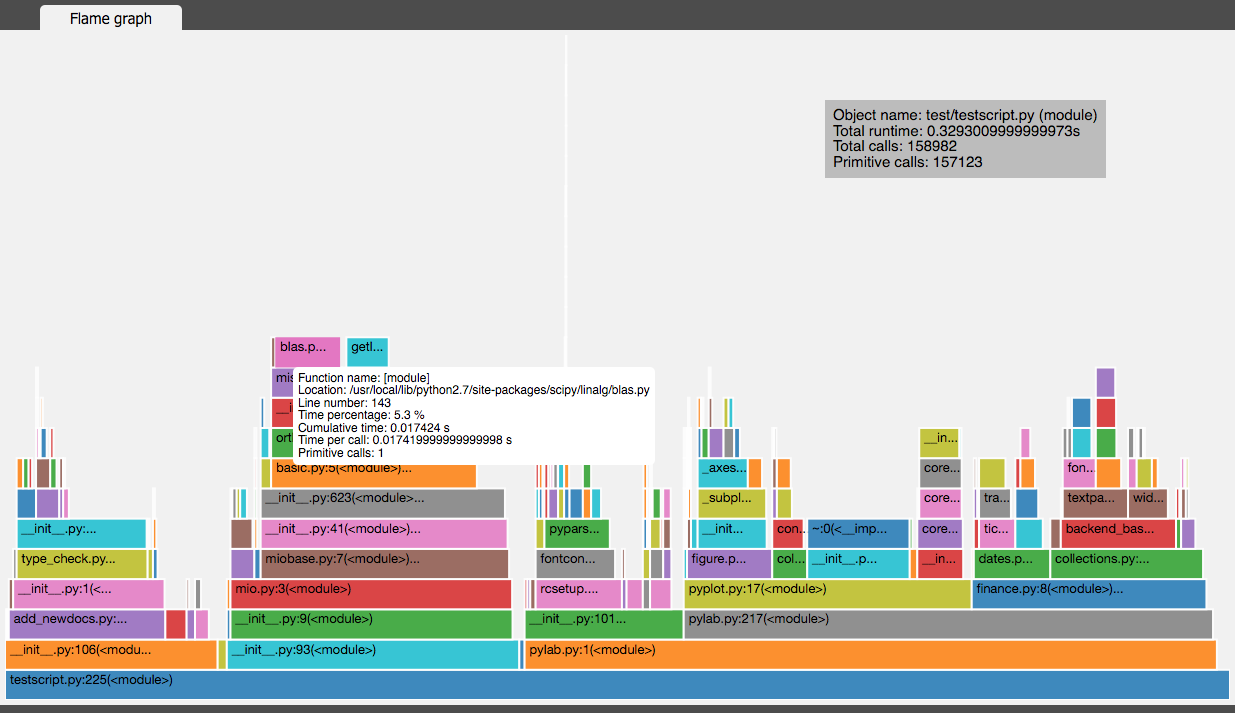 Flame graph
Object name: test/testscript.py (module)
Total runtime: 0.3293009999999973s
Total calls: 158982
Primitive calls: 157123
blas.p...
getl...
mis
Function name: [module]
Location: /usr/local/lib/python2.7/site-packages/scipy/linalg/blas.py
Line number: 143
Time percentage: 5.3 %
Cumulative time: 0.017424 s
Time per call: 0.017419999999999998 s
Primitive calls: 1
__i
ort
__in...
basic.py:5(<module>)...
_axes...
core...
fon...
__init__.py:623(<module>...
_subpl...
core...
tra...
textpa...
wid...
__init__.py:...
__init__.py:41(<module>)...
pypars...
__init...
con...
~:0(<__imp...
core...
tic...
backend_bas...
type_check.py...
miobase.py:7(<module>)...
fontcon...
figure.p...
col...
__init__.p...
__in...
dates.p...
collections.py:...
__init__.py:1(<...
mio.py:3(<module>)
rcsetup....
pyplot.py:17(<module>)
finance.py:8(<module>)...
add_newdocs.py:...
__init__.py:9(<module>)
__init__.py:101...
pylab.py:217(<module>)
__init__.py:106(<modu...
__init__.py:93(<module>)
pylab.py:1(<module>)
testscript.py:225(<module>)